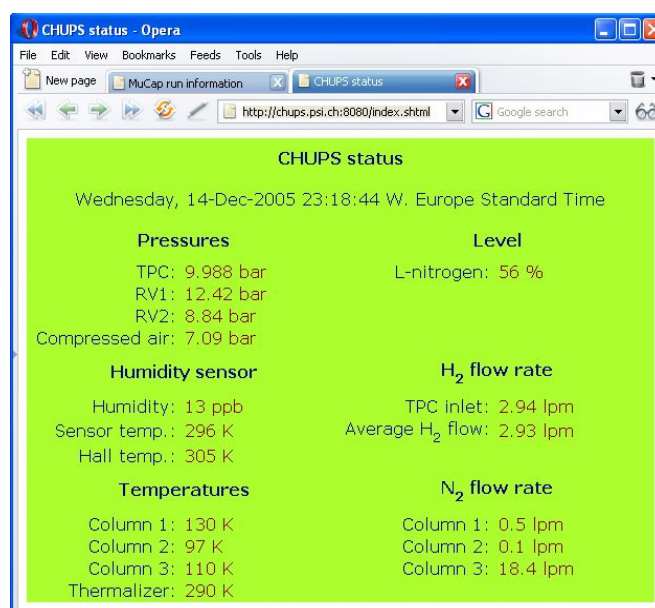 CHUPS status - Opera
File Edit View Bookmarks Feeds Tools Help
New page MuCap run information CHUPS status
http://chups.psi.ch:8080/index.shtml G Google search
CHUPS status
Wednesday, 14-Dec-2005 23:18:44 W. Europe Standard Time
Pressures Level
TPC: 9.988 bar L-nitrogen: 56 %
RV1: 12.42 bar
RV2: 8.84 bar
Compressed air: 7.09 bar
Humidity sensor H₂ flow rate
Humidity: 13 ppb TPC inlet: 2.94 lpm
Sensor temp.: 296 K Average H₂ flow: 2.93 lpm
Hall temp.: 305 K
Temperatures N₂ flow rate
Column 1: 130 K Column 1: 0.5 lpm
Column 2: 97 K Column 2: 0.1 lpm
Column 3: 110 K Column 3: 18.4 lpm
Thermalizer: 290 K